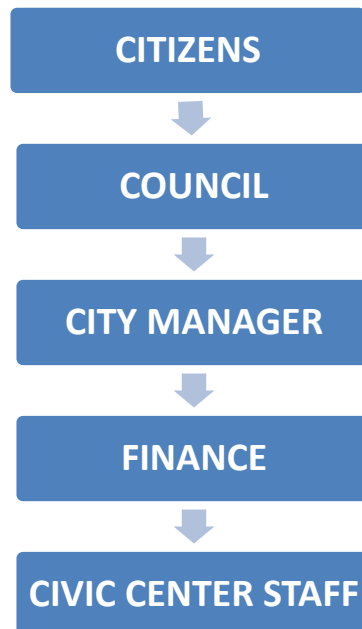 CITIZENS
COUNCIL
CITY MANAGER
FINANCE
CIVIC CENTER STAFF